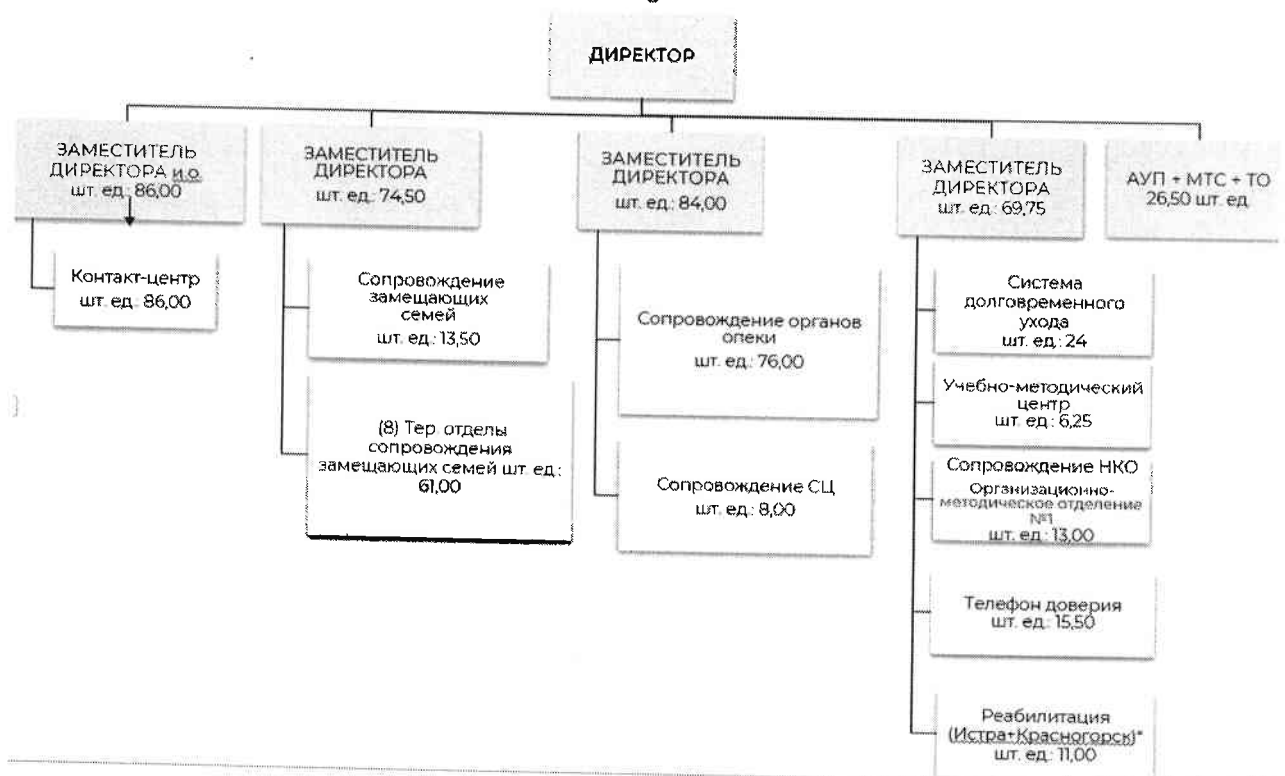 ДИРЕКТОР
ЗАМЕСТИТЕЛЬ
ДИРЕКТОРА и.о.
шт. ед.: 86,00
Контакт-центр
шт. ед.: 86,00
ЗАМЕСТИТЕЛЬ
ДИРЕКТОРА
шт. ед.: 74,50
Сопровождение
замещающих
семей
шт. ед.: 13,50
(8) Тер. отделы
сопровождения
замещающих семей шт. ед.:
61,00
ЗАМЕСТИТЕЛЬ
ДИРЕКТОРА
шт. ед.: 84,00
Сопровождение органов
опеки
шт. ед.: 76,00
Сопровождение СЦ
шт. ед.: 8,00
ЗАМЕСТИТЕЛЬ
ДИРЕКТОРА
шт. ед.: 69,75
Система
долговременного
ухода
шт. ед.: 24
Учебно-методический
центр
шт. ед.: 6,25
Сопровождение НКО
Организационно-
методическое отделение
№1
шт. ед.: 13,00
Телефон доверия
шт. ед.: 15,50
Реабилитация
(Истра+Красногорск)*
шт. ед.: 11,00
АУП + МТС + ТО
26,50 шт. ед